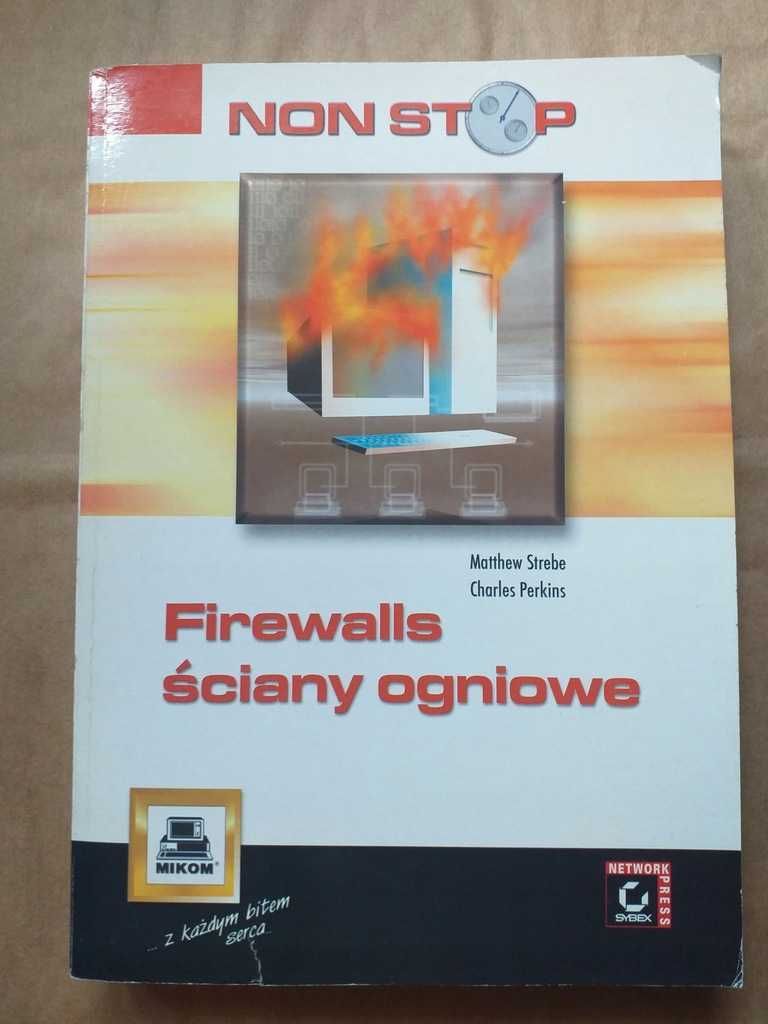 NON STOP
Matthew Strebe
Charles Perkins
Firewalls
ściany ogniowe
MIKOM®
... z każdym bitem
serca...
NETWORK
PRESS
SYBEX